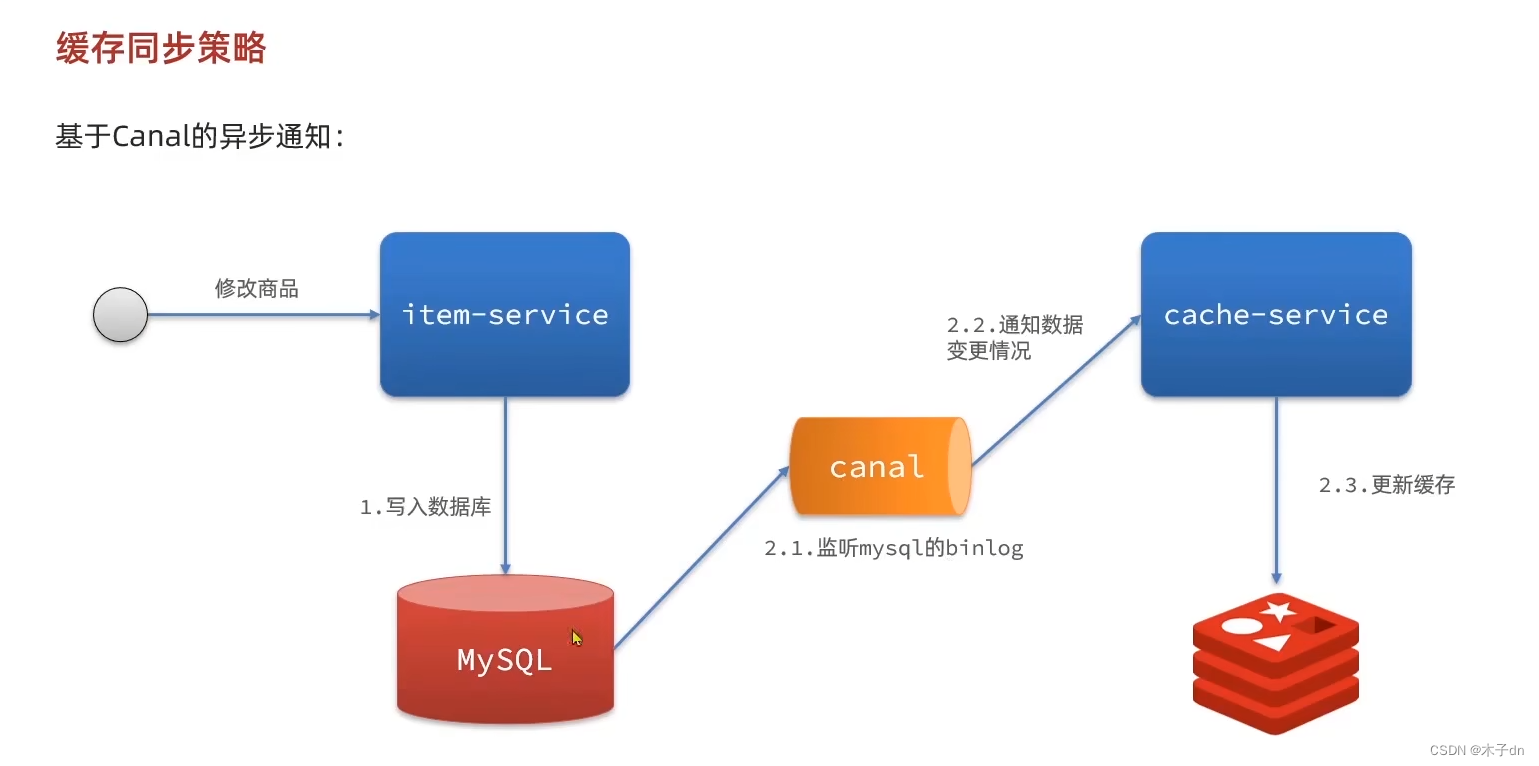 缓存同步策略
基于Canal的异步通知：
修改商品
item-service
cache-service
2.2.通知数据
变更情况
canal
1.写入数据库
2.3.更新缓存
2.1.监听mysql的binlog
MySQL
CSDN @木子dn